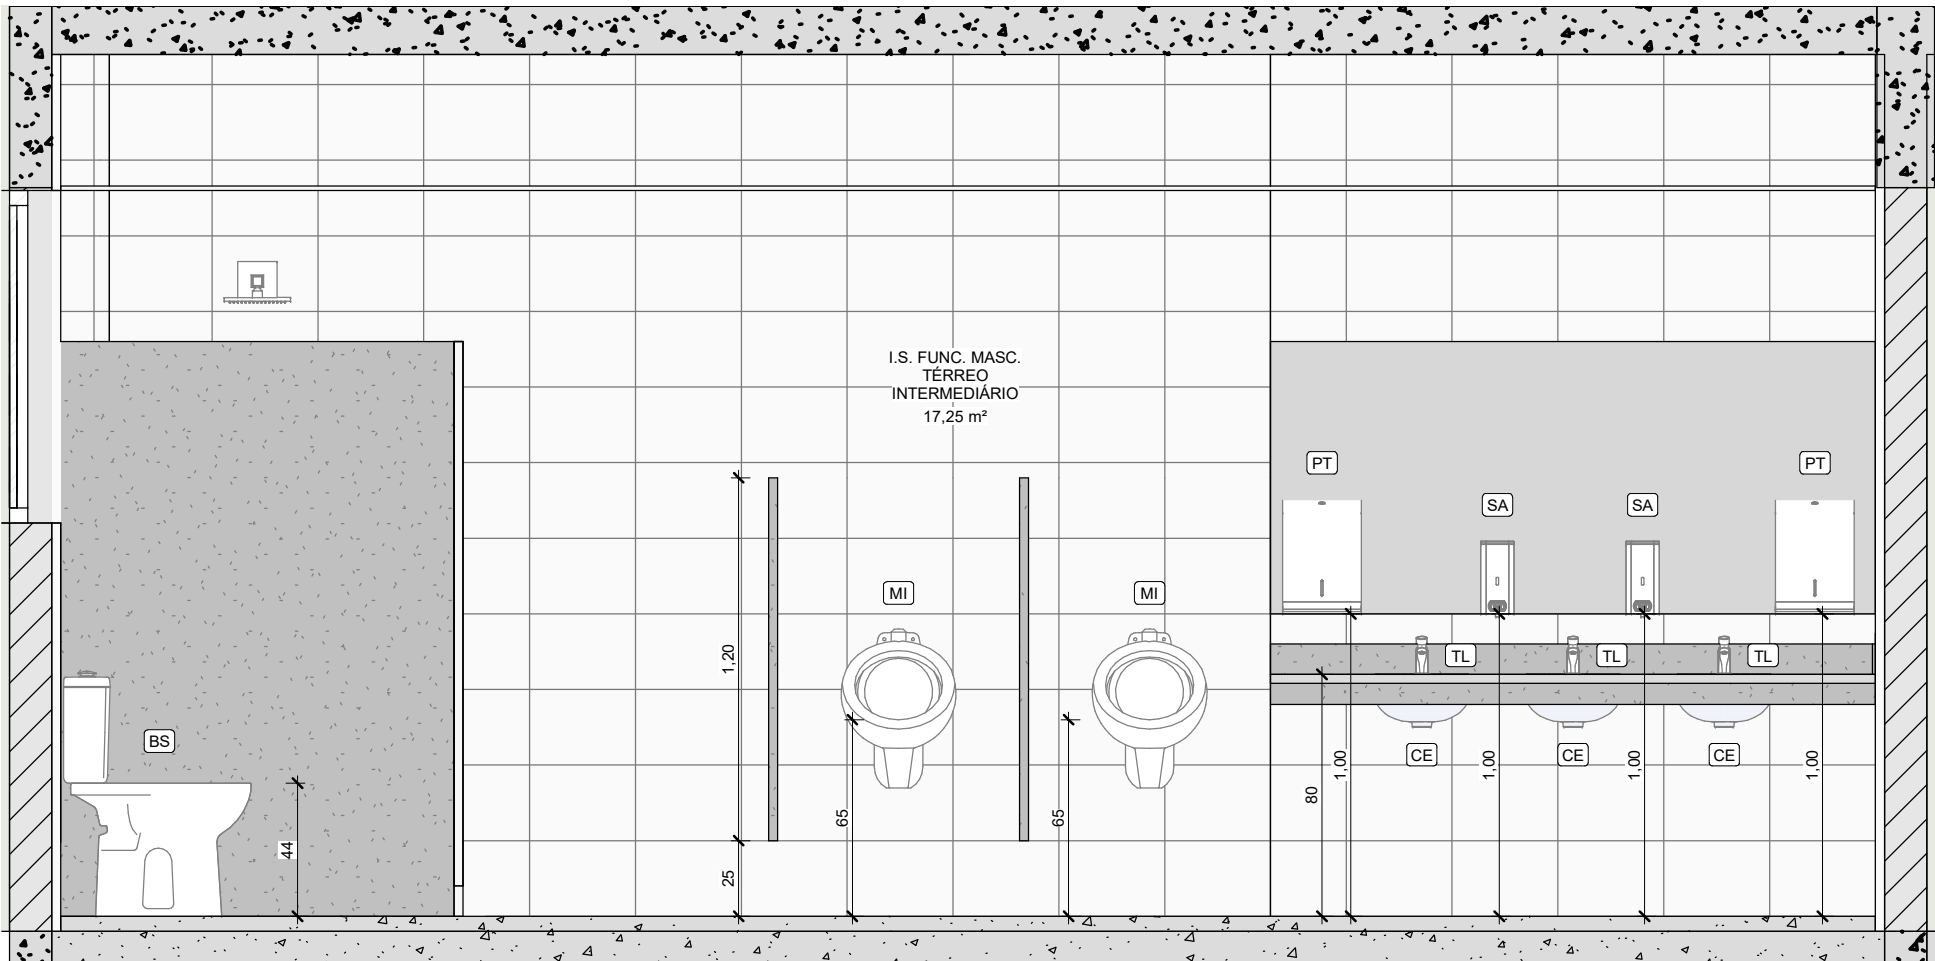 I.S. FUNC. MASC.
TÉRREO
INTERMEDIÁRIO
17,25 m²
PT
PT
SA
SA
MI
MI
1,20
TL
TL
TL
BS
CE
CE
CE
1,00
1,00
1,00
1,00
80
65
65
44
25